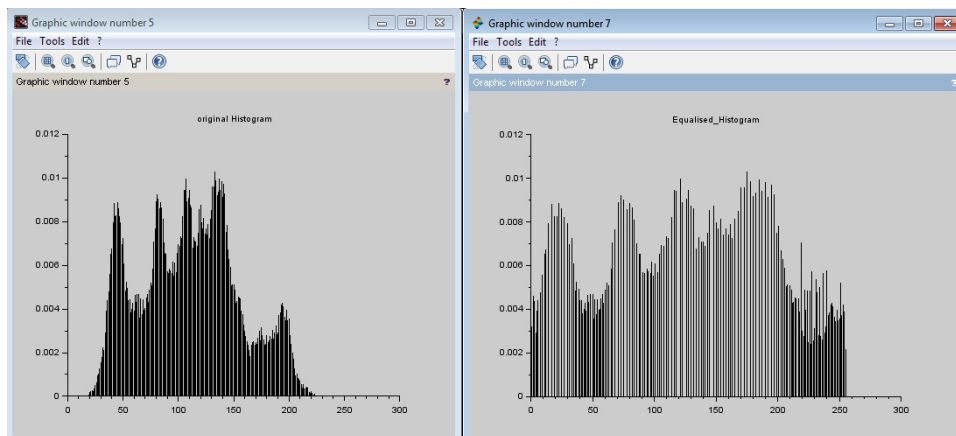 Graphic window number 5
File Tools Edit ?
Graphic window number 5 ?
original Histogram
0.012
0.01
0.008
0.006
0.004
0.002
0
0 50 100 150 200 250 300
Graphic window number 7
File Tools Edit ?
Graphic window number 7 ?
Equalised_Histogram
0.012
0.01
0.008
0.006
0.004
0.002
0
0 50 100 150 200 250 300